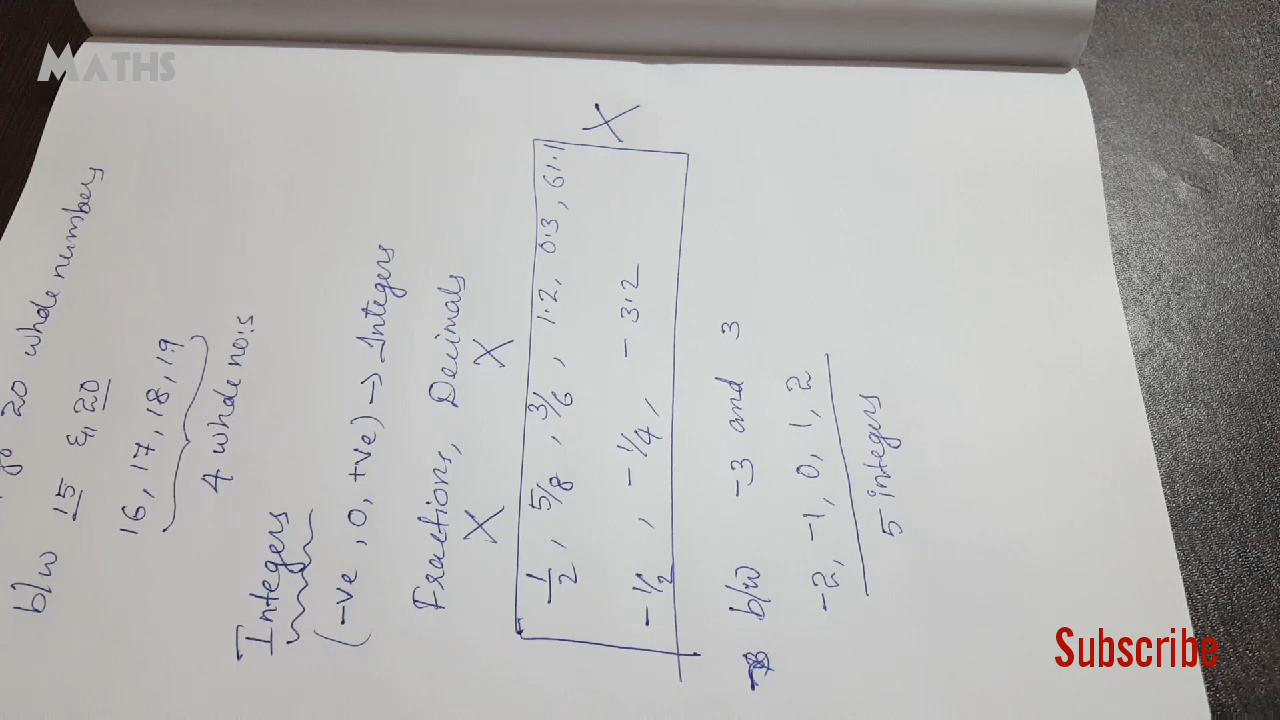 MATHS
go 20 whole numbers
b/w 15 & 20
16, 17, 18, 19
4 whole no:s
Integers
(-ve, 0, +ve) → Integers
Fractions, Decimals
X X
1/2, 5/8, 3/6, 1.2, 0.3, 61.1
X
-1/2, -1/4, -3.2
b/w -3 and 3
-2, -1, 0, 1, 2
5 integers
Subscribe